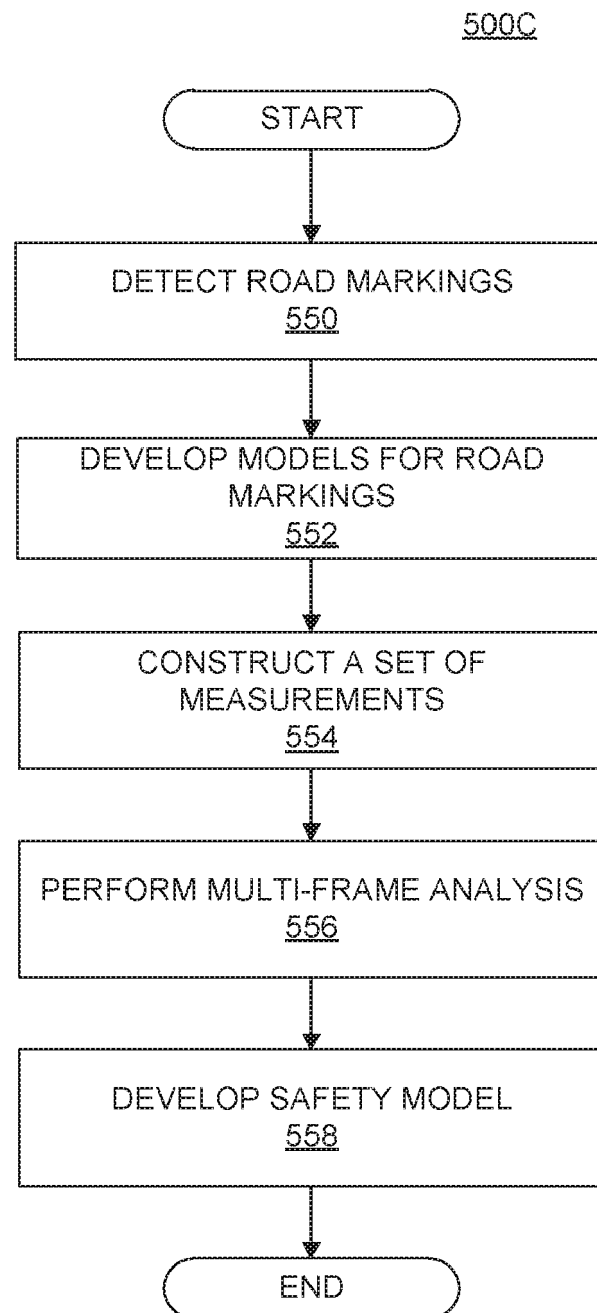 500C
START
DETECT ROAD MARKINGS
550
DEVELOP MODELS FOR ROAD
MARKINGS
552
CONSTRUCT A SET OF
MEASUREMENTS
554
PERFORM MULTI-FRAME ANALYSIS
556
DEVELOP SAFETY MODEL
558
END